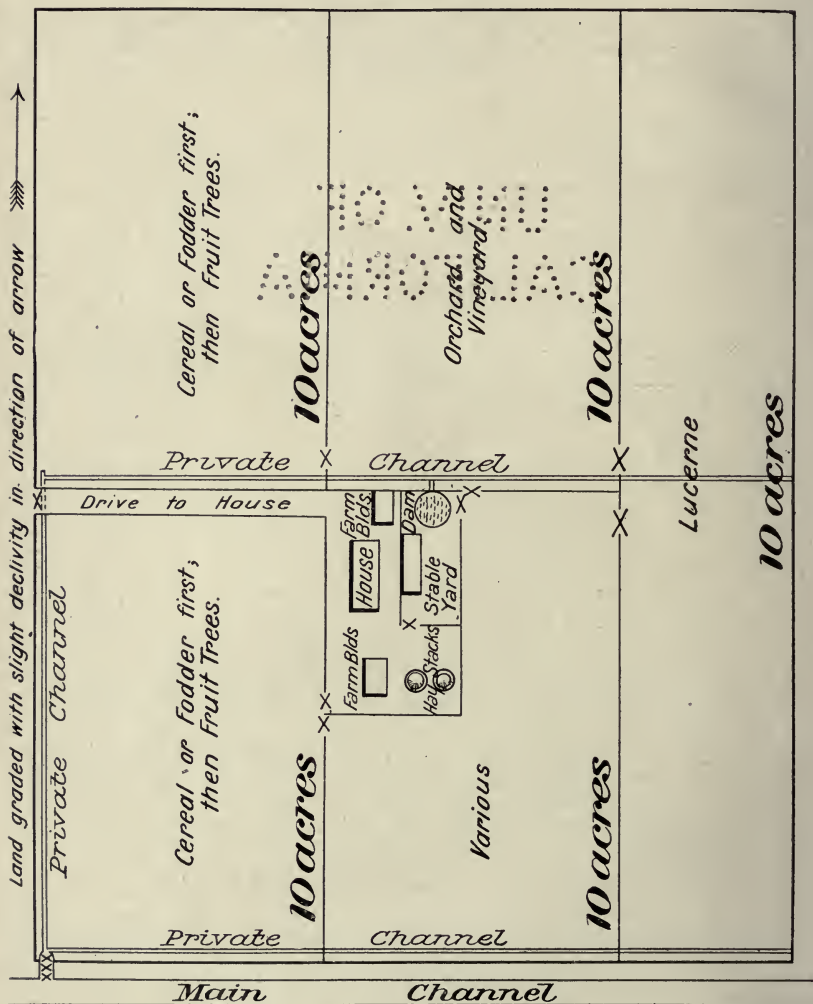 Land graded with slight declivity in direction of arrow
Cereal or Fodder first;
then Fruit Trees.
10 acres
UNIV. OF
CALIFORNIA
Orchard and
Vineyard.
10 acres
Private Channel
Drive to House
Farm
Blds.
Dam
House
Stable
Yard
Farm Blds
Hay Stacks
Lucerne
10 acres
Private Channel
Cereal or Fodder first;
then Fruit Trees.
10 acres
Various
10 acres
Private Channel
Main Channel